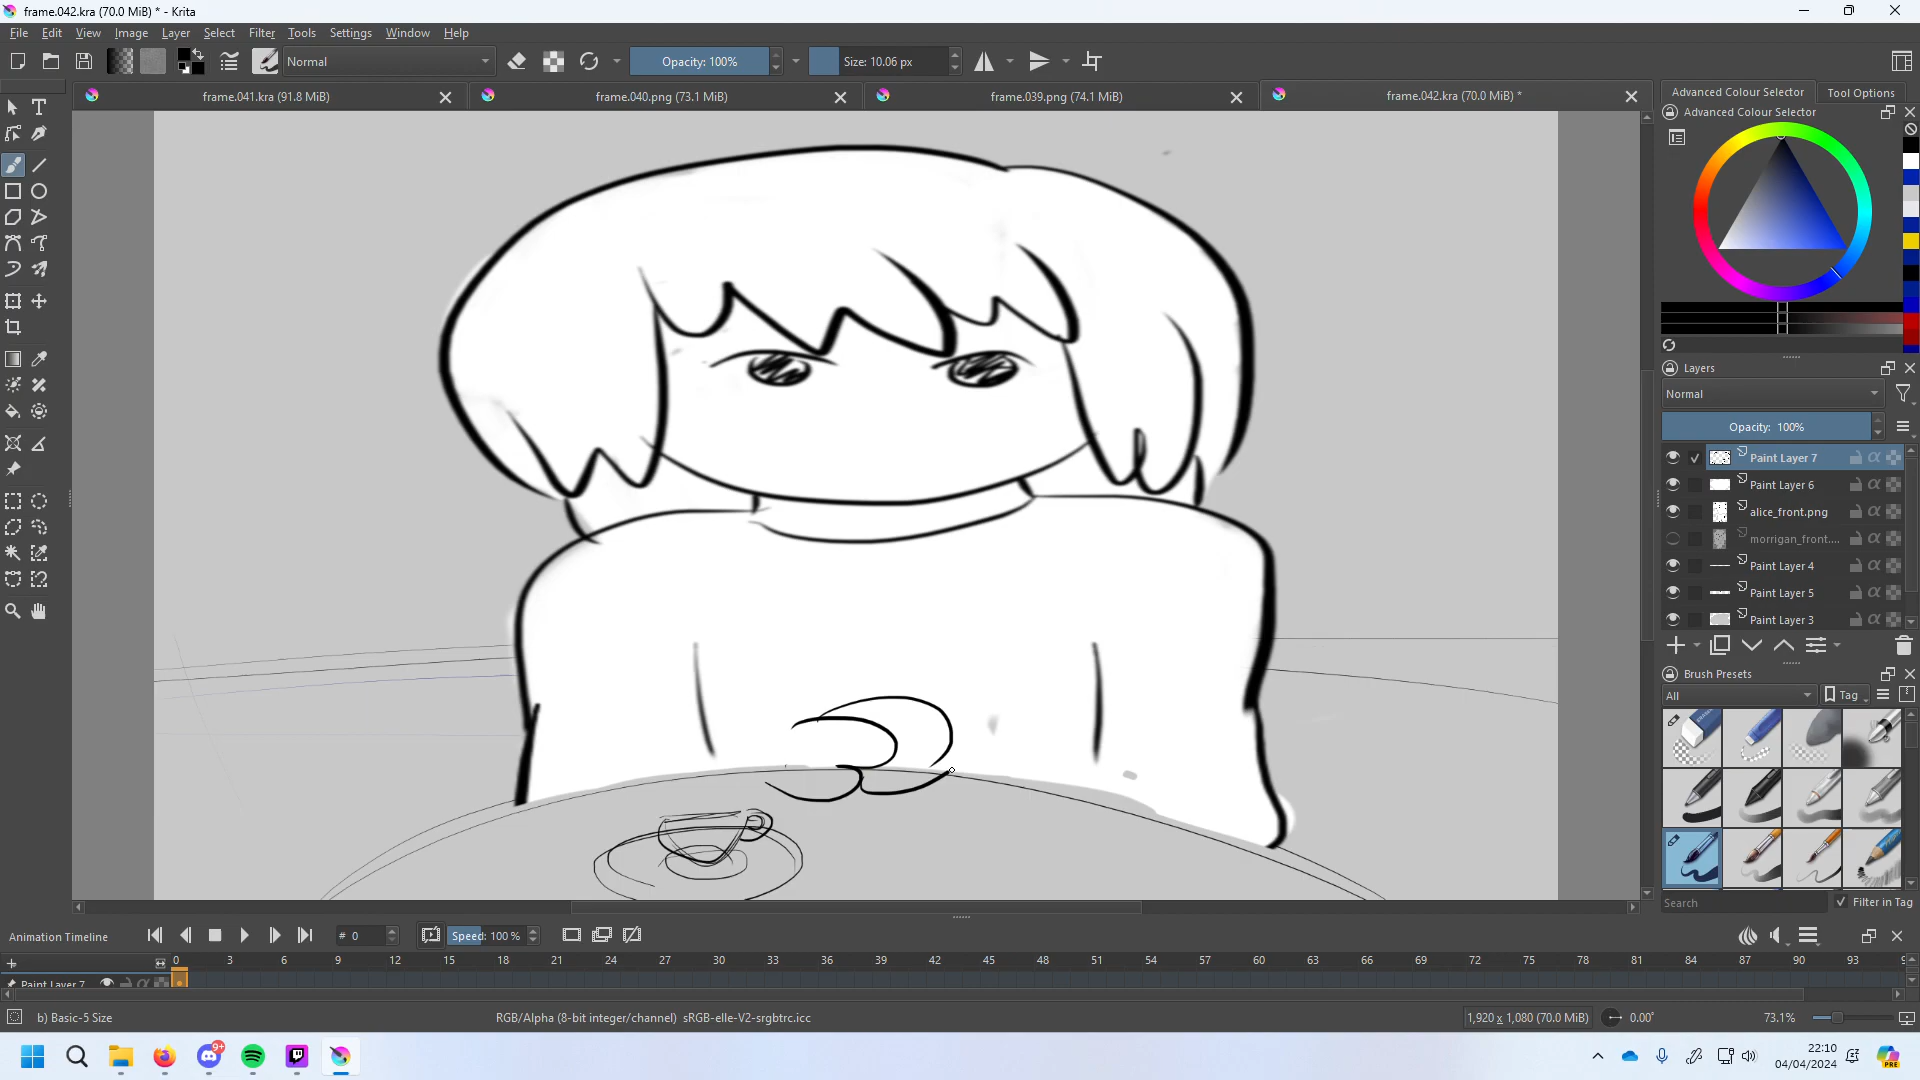 frame.042.kra (70.0 MiB) * - Krita
File Edit View Image Layer Select Filter Tools Settings Window Help
Normal
Opacity: 100%
Size: 10.06 px
frame.041.kra (91.8 MiB)
frame.040.png (73.1 MiB)
frame.039.png (74.1 MiB)
frame.042.kra (70.0 MiB) *
Advanced Colour Selector
Tool Options
Advanced Colour Selector
Layers
Normal
Opacity: 100%
Paint Layer 7
Paint Layer 6
alice_front.png
morrigan_front....
Paint Layer 4
Paint Layer 5
Paint Layer 3
Brush Presets
All
Tag
Search
Filter in Tag
Animation Timeline
# 0
Speed: 100 %
0 3 6 9 12 15 18 21 24 27 30 33 36 39 42 45 48 51 54 57 60 63 66 69 72 75 78 81 84 87 90 93
Paint Layer 7
b) Basic-5 Size
RGB/Alpha (8-bit integer/channel) sRGB-elle-V2-srgbtrc.icc
1,920 x 1,080 (70.0 MiB)
0.00°
73.1%
9+
22:10
04/04/2024
PRE